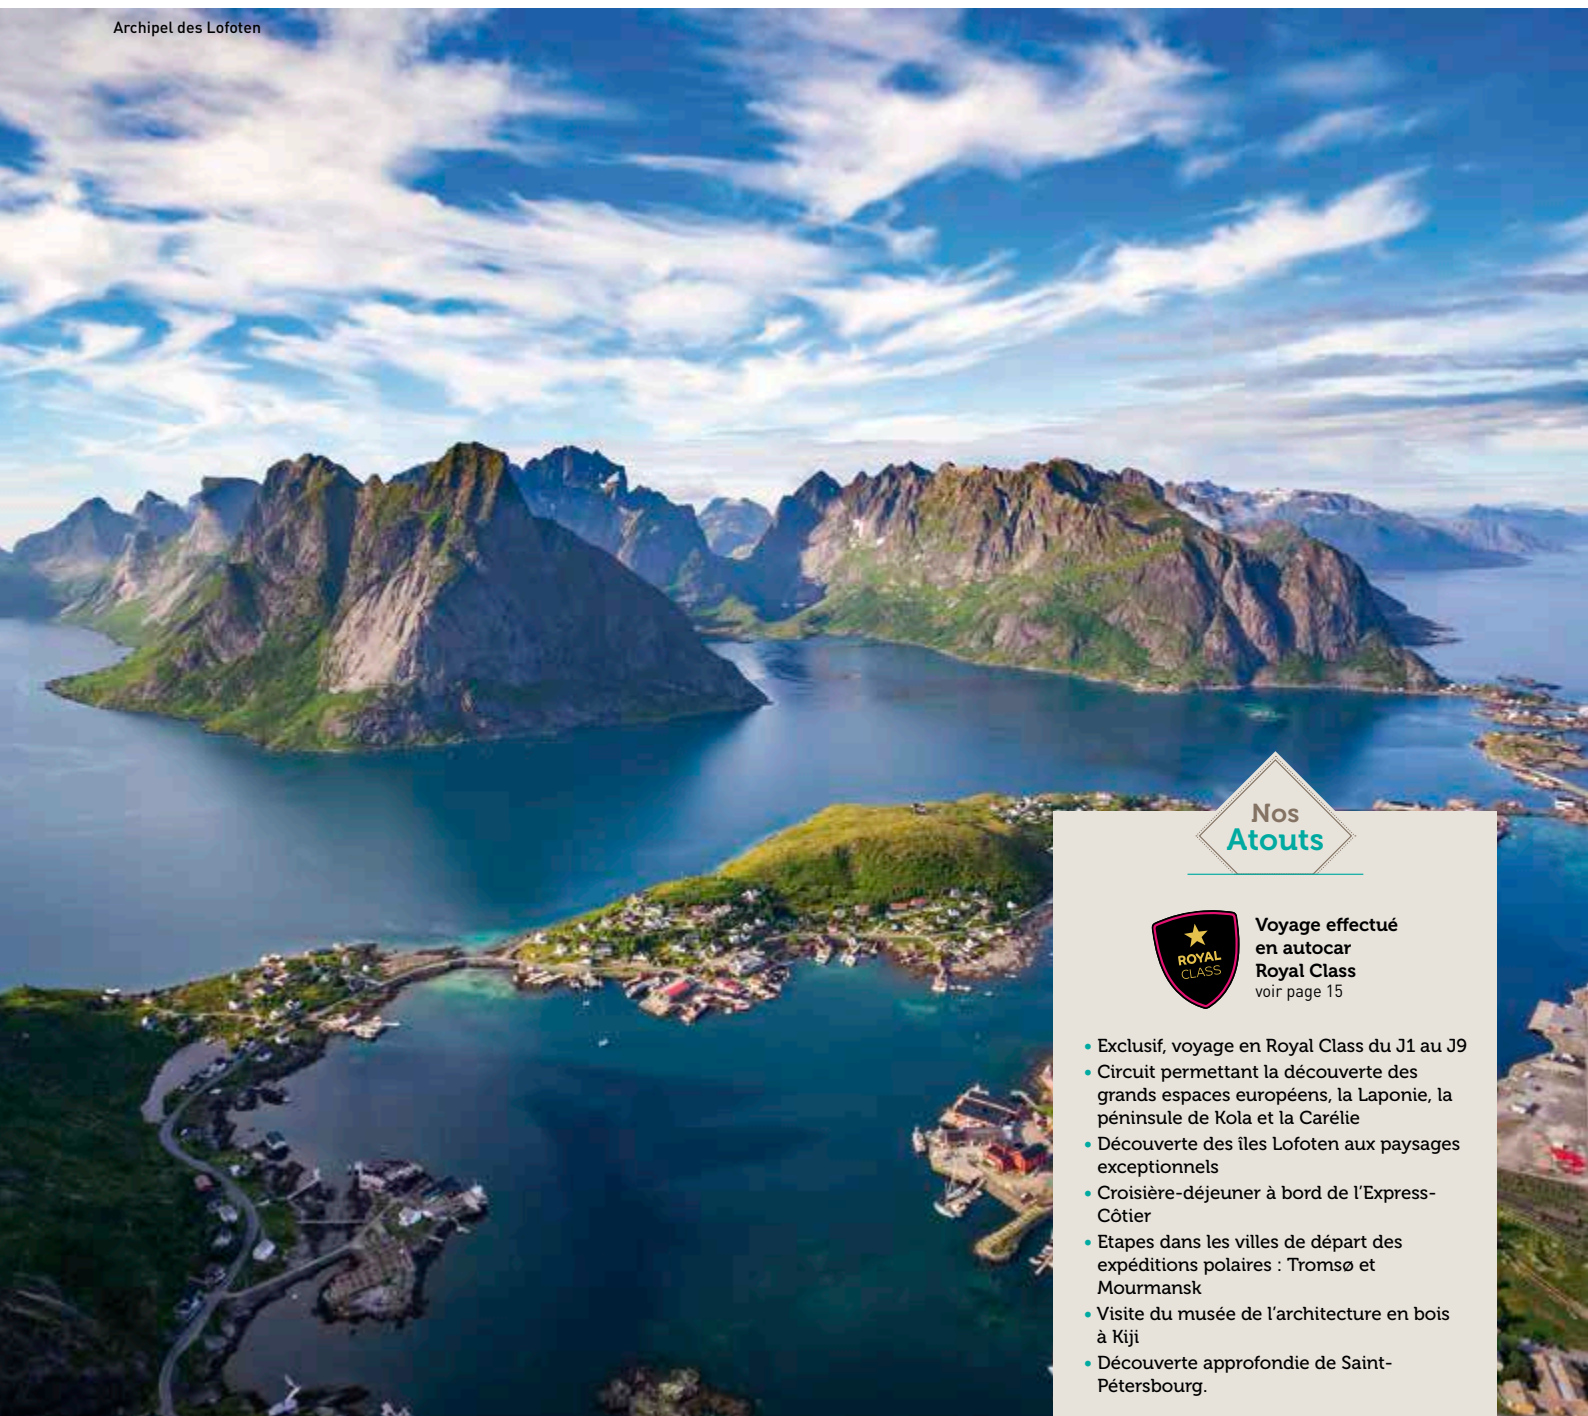 Archipel des Lofoten
Nos
Atouts
ROYAL
CLASS
Voyage effectué
en autocar
Royal Class
voir page 15
• Exclusif, voyage en Royal Class du J1 au J9
• Circuit permettant la découverte des
grands espaces européens, la Laponie, la
péninsule de Kola et la Carélie
• Découverte des îles Lofoten aux paysages
exceptionnels
• Croisière-déjeuner à bord de l’Express-
Côtier
• Etapes dans les villes de départ des
expéditions polaires : Tromsø et
Mourmansk
• Visite du musée de l’architecture en bois
à Kiji
• Découverte approfondie de Saint-
Pétersbourg.